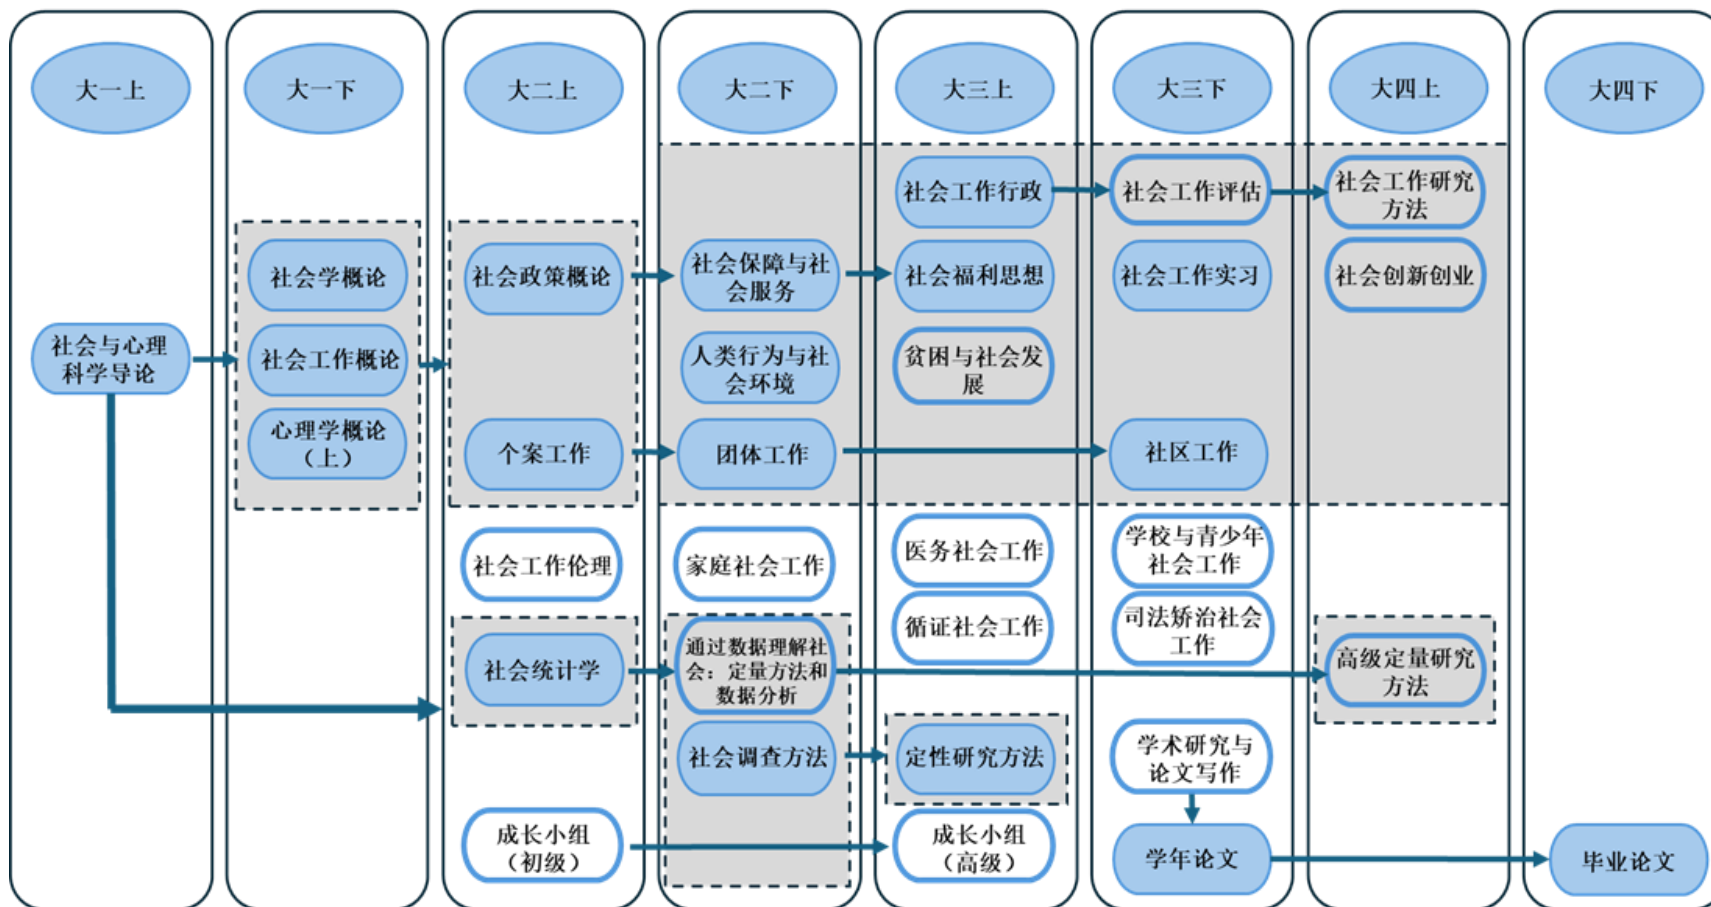 大一上
大一下
大二上
大二下
大三上
大三下
大四上
大四下
社会与心理
科学导论
社会学概论
社会工作概论
心理学概论
（上）
社会政策概论
个案工作
社会工作伦理
社会统计学
成长小组
（初级）
社会保障与社
会服务
人类行为与社
会环境
团体工作
家庭社会工作
通过数据理解社
会：定量方法和
数据分析
社会调查方法
社会工作行政
社会福利思想
贫困与社会发
展
医务社会工作
循证社会工作
定性研究方法
成长小组
（高级）
社会工作评估
社会工作实习
社区工作
学校与青少年
社会工作
司法矫治社会
工作
学术研究与
论文写作
学年论文
社会工作研究
方法
社会创新创业
高级定量研究
方法
毕业论文